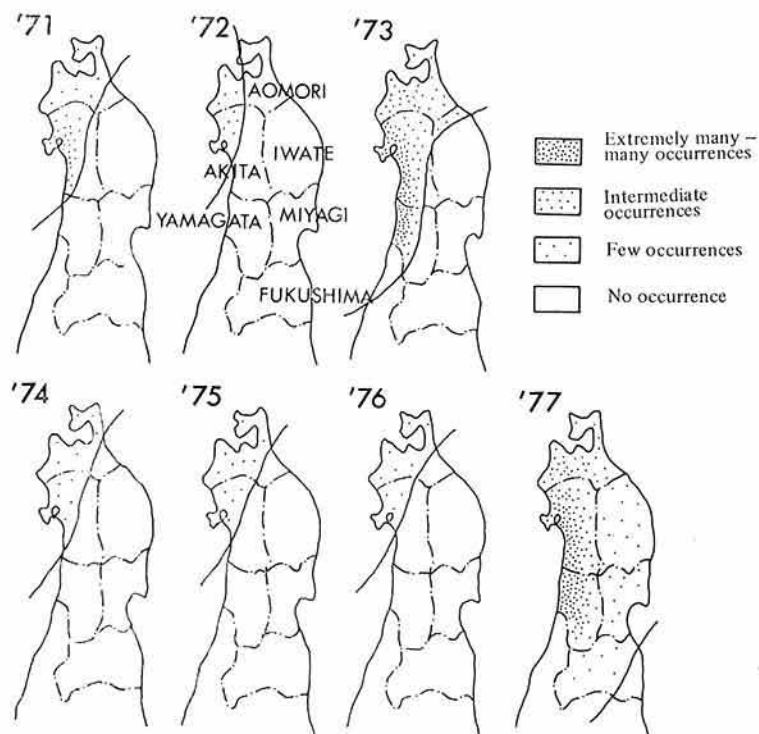 '71
'72
'73
AOMORI
IWATE
AKITA
YAMAGATA
MIYAGI
FUKUSHIMA
Extremely many –
many occurrences
Intermediate
occurrences
Few occurrences
No occurrence
'74
'75
'76
'77